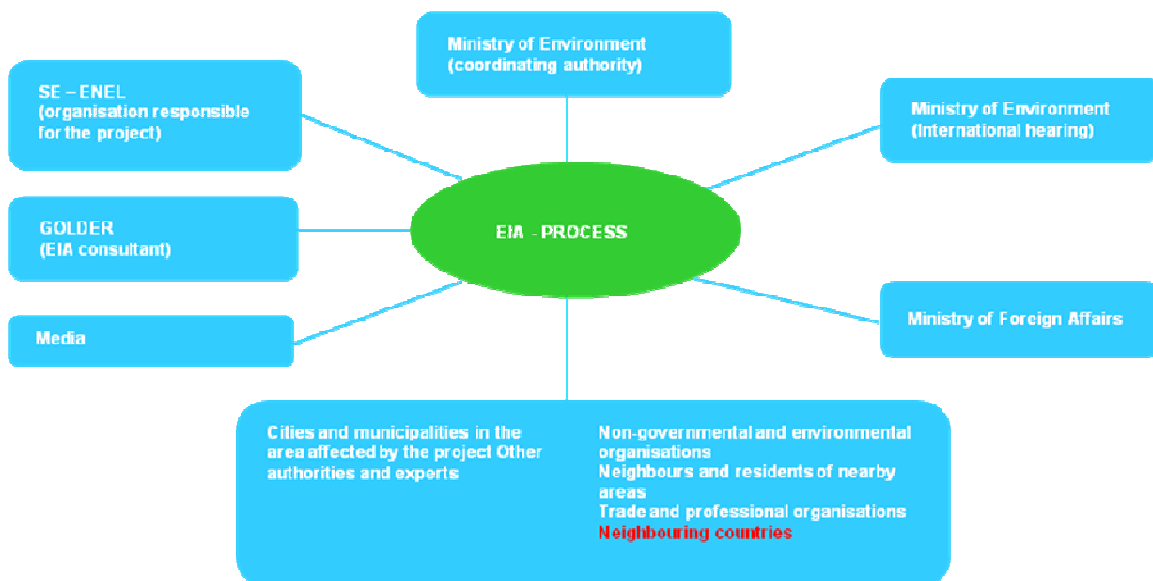 Ministry of Environment
(coordinating authority)
SE – ENEL
(organisation responsible
for the project)
Ministry of Environment
(International hearing)
GOLDER
(EIA consultant)
EIA - PROCESS
Media
Ministry of Foreign Affairs
Cities and municipalities in the
area affected by the project Other
authorities and experts
Non-governmental and environmental
organisations
Neighbours and residents of nearby
areas
Trade and professional organisations
Neighbouring countries